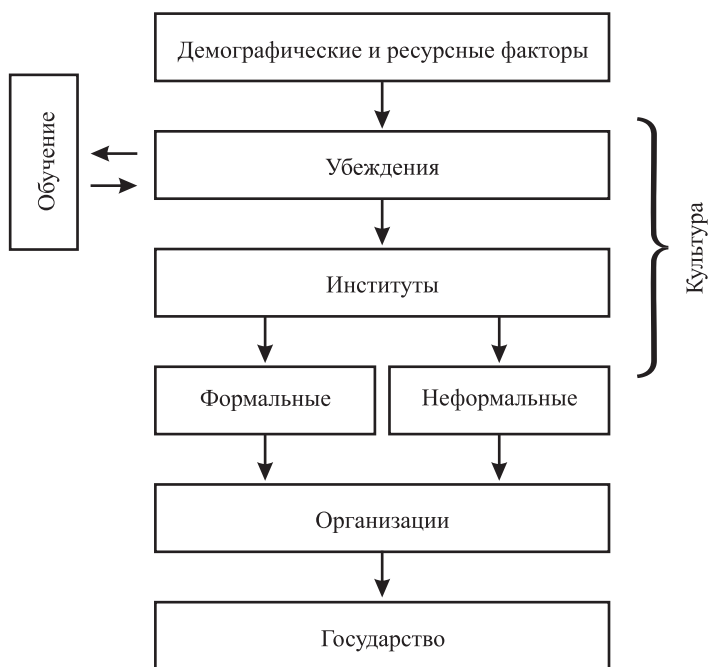 Демографические и ресурсные факторы
Обучение
Убеждения
Институты
Культура
Формальные
Неформальные
Организации
Государство